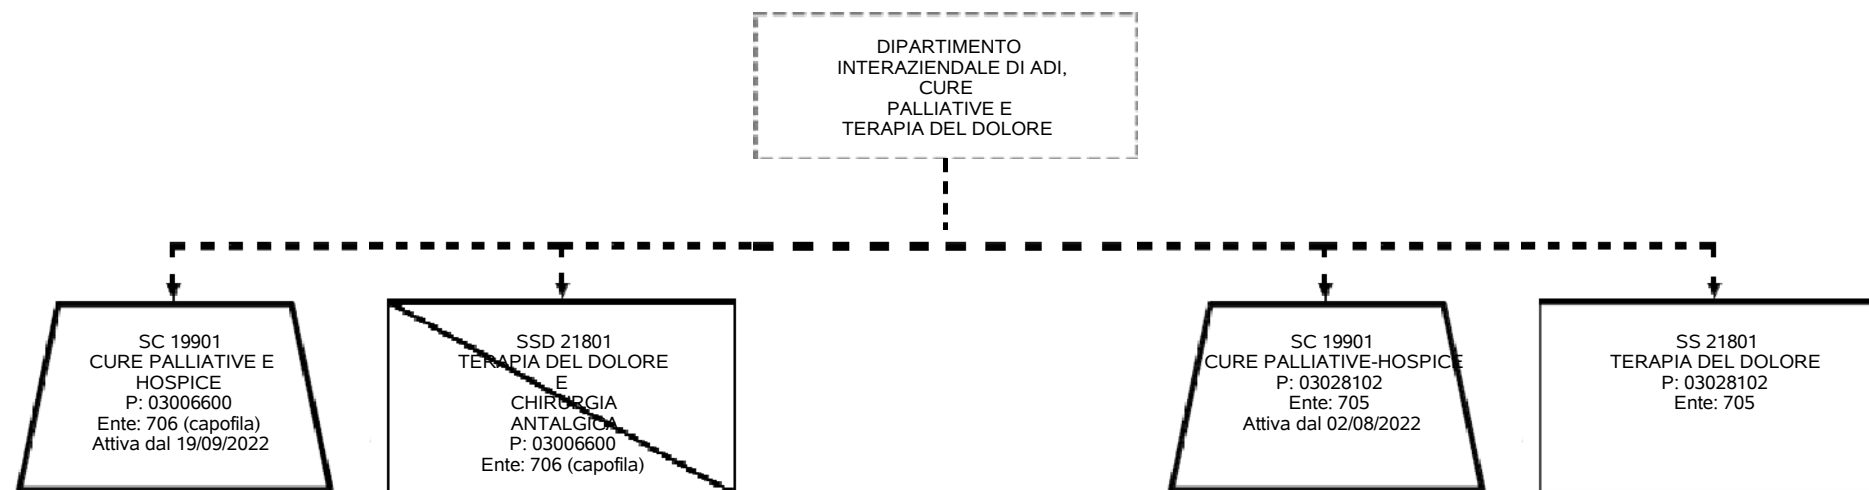 DIPARTIMENTO
INTERAZIENDALE DI ADI,
CURE
PALLIATIVE E
TERAPIA DEL DOLORE
SC 19901
CURE PALLIATIVE E
HOSPICE
P: 03006600
Ente: 706 (capofila)
Attiva dal 19/09/2022
SSD 21801
TERAPIA DEL DOLORE
E
CHIRURGIA
ANTALGICA
P: 03006600
Ente: 706 (capofila)
SC 19901
CURE PALLIATIVE-HOSPICE
P: 03028102
Ente: 705
Attiva dal 02/08/2022
SS 21801
TERAPIA DEL DOLORE
P: 03028102
Ente: 705